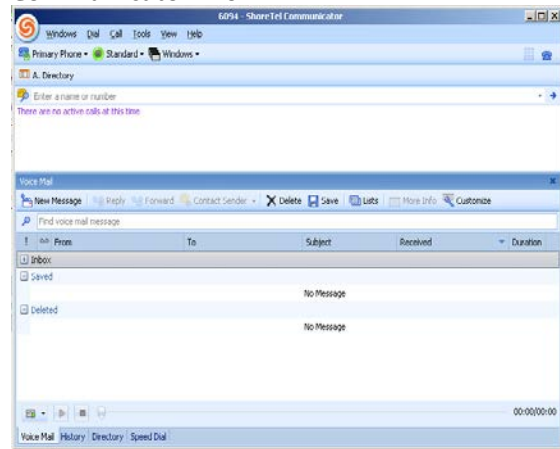 6094 - ShoreTel Communicator
Windows Dial Call Tools View Help
Primary Phone Standard Windows
A. Directory
Enter a name or number
There are no active calls at this time
Voice Mail
New Message Reply Forward Contact Sender Delete Save Lists More Info Customize
Find voice mail message
! From To Subject Received Duration
Inbox
Saved
No Message
Deleted
No Message
00:00/00:00
Voice Mail History Directory Speed Dial